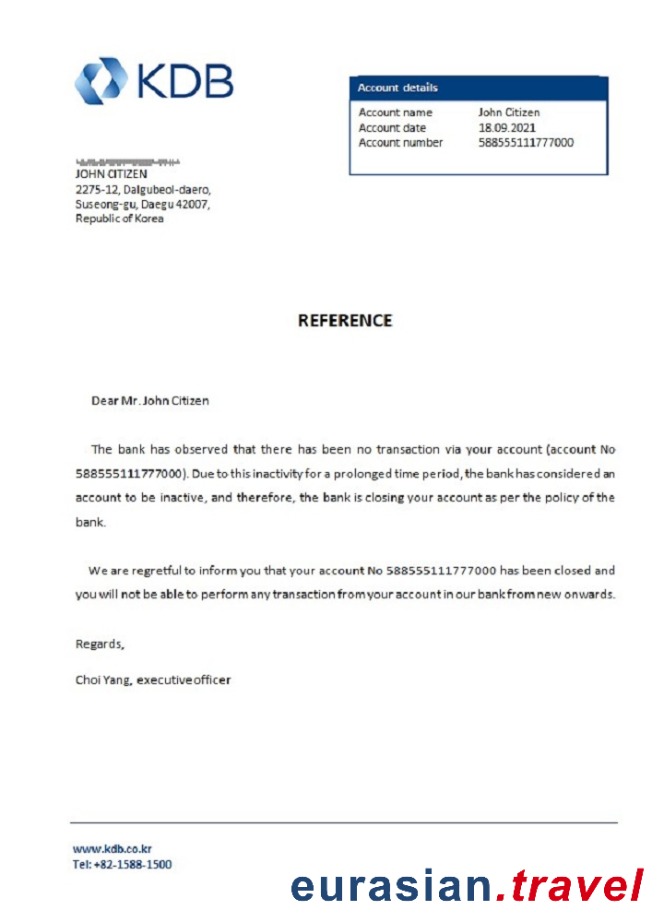 KDB
Account details
Account name John Citizen
Account date 18.09.2021
Account number 588555111777000
JOHN CITIZEN
2275-12, Dalgubeol-daero,
Suseong-gu, Daegu 42007,
Republic of Korea
REFERENCE
Dear Mr. John Citizen
The bank has observed that there has been no transaction via your account (account No
588555111777000). Due to this inactivity for a prolonged time period, the bank has considered an
account to be inactive, and therefore, the bank is closing your account as per the policy of the
bank.
We are regretful to inform you that your account No 588555111777000 has been closed and
you will not be able to perform any transaction from your account in our bank from new onwards.
Regards,
Choi Yang, executive officer
www.kdb.co.kr
Tel: +82-1588-1500
eurasian.travel